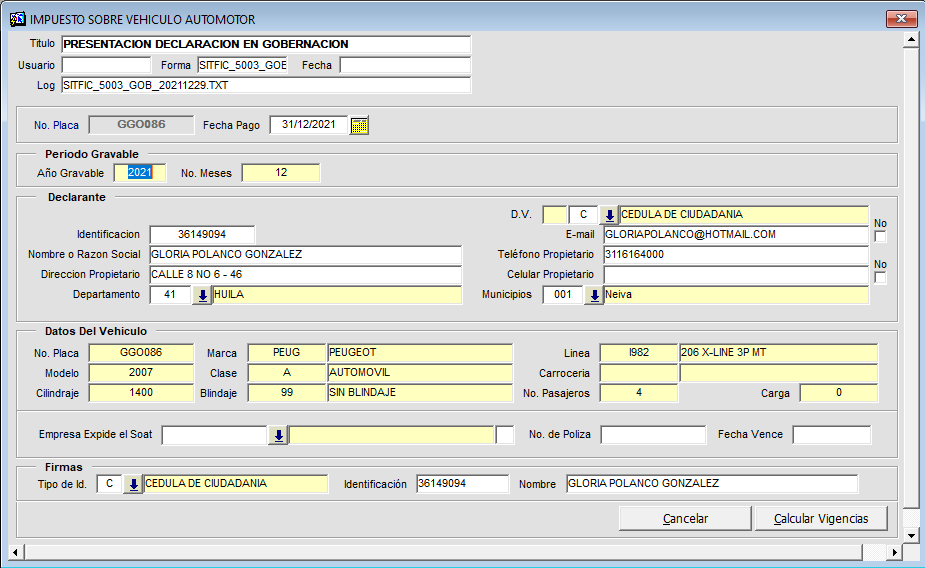 IMPUESTO SOBRE VEHICULO AUTOMOTOR
Titulo PRESENTACION DECLARACION EN GOBERNACION
Usuario Forma SITFIC_5003_GOB Fecha
Log SITFIC_5003_GOB_20211229.TXT
No. Placa GGO086 Fecha Pago 31/12/2021
Periodo Gravable
Año Gravable 2021 No. Meses 12
Declarante
D.V. C CEDULA DE CIUDADANIA
No
Identificacion 36149094 E-mail GLORIAPOLANCO@HOTMAIL.COM
Nombre o Razon Social GLORIA POLANCO GONZALEZ Teléfono Propietario 3116164000
No
Direccion Propietario CALLE 8 NO 6 - 46 Celular Propietario
Departamento 41 HUILA Municipios 001 Neiva
Datos Del Vehiculo
No. Placa GGO086 Marca PEUG PEUGEOT Linea I982 206 X-LINE 3P MT
Modelo 2007 Clase A AUTOMOVIL Carroceria
Cilindraje 1400 Blindaje 99 SIN BLINDAJE No. Pasajeros 4 Carga 0
Empresa Expide el Soat No. de Poliza Fecha Vence
Firmas
Tipo de Id. C CEDULA DE CIUDADANIA Identificación 36149094 Nombre GLORIA POLANCO GONZALEZ
Cancelar Calcular Vigencias